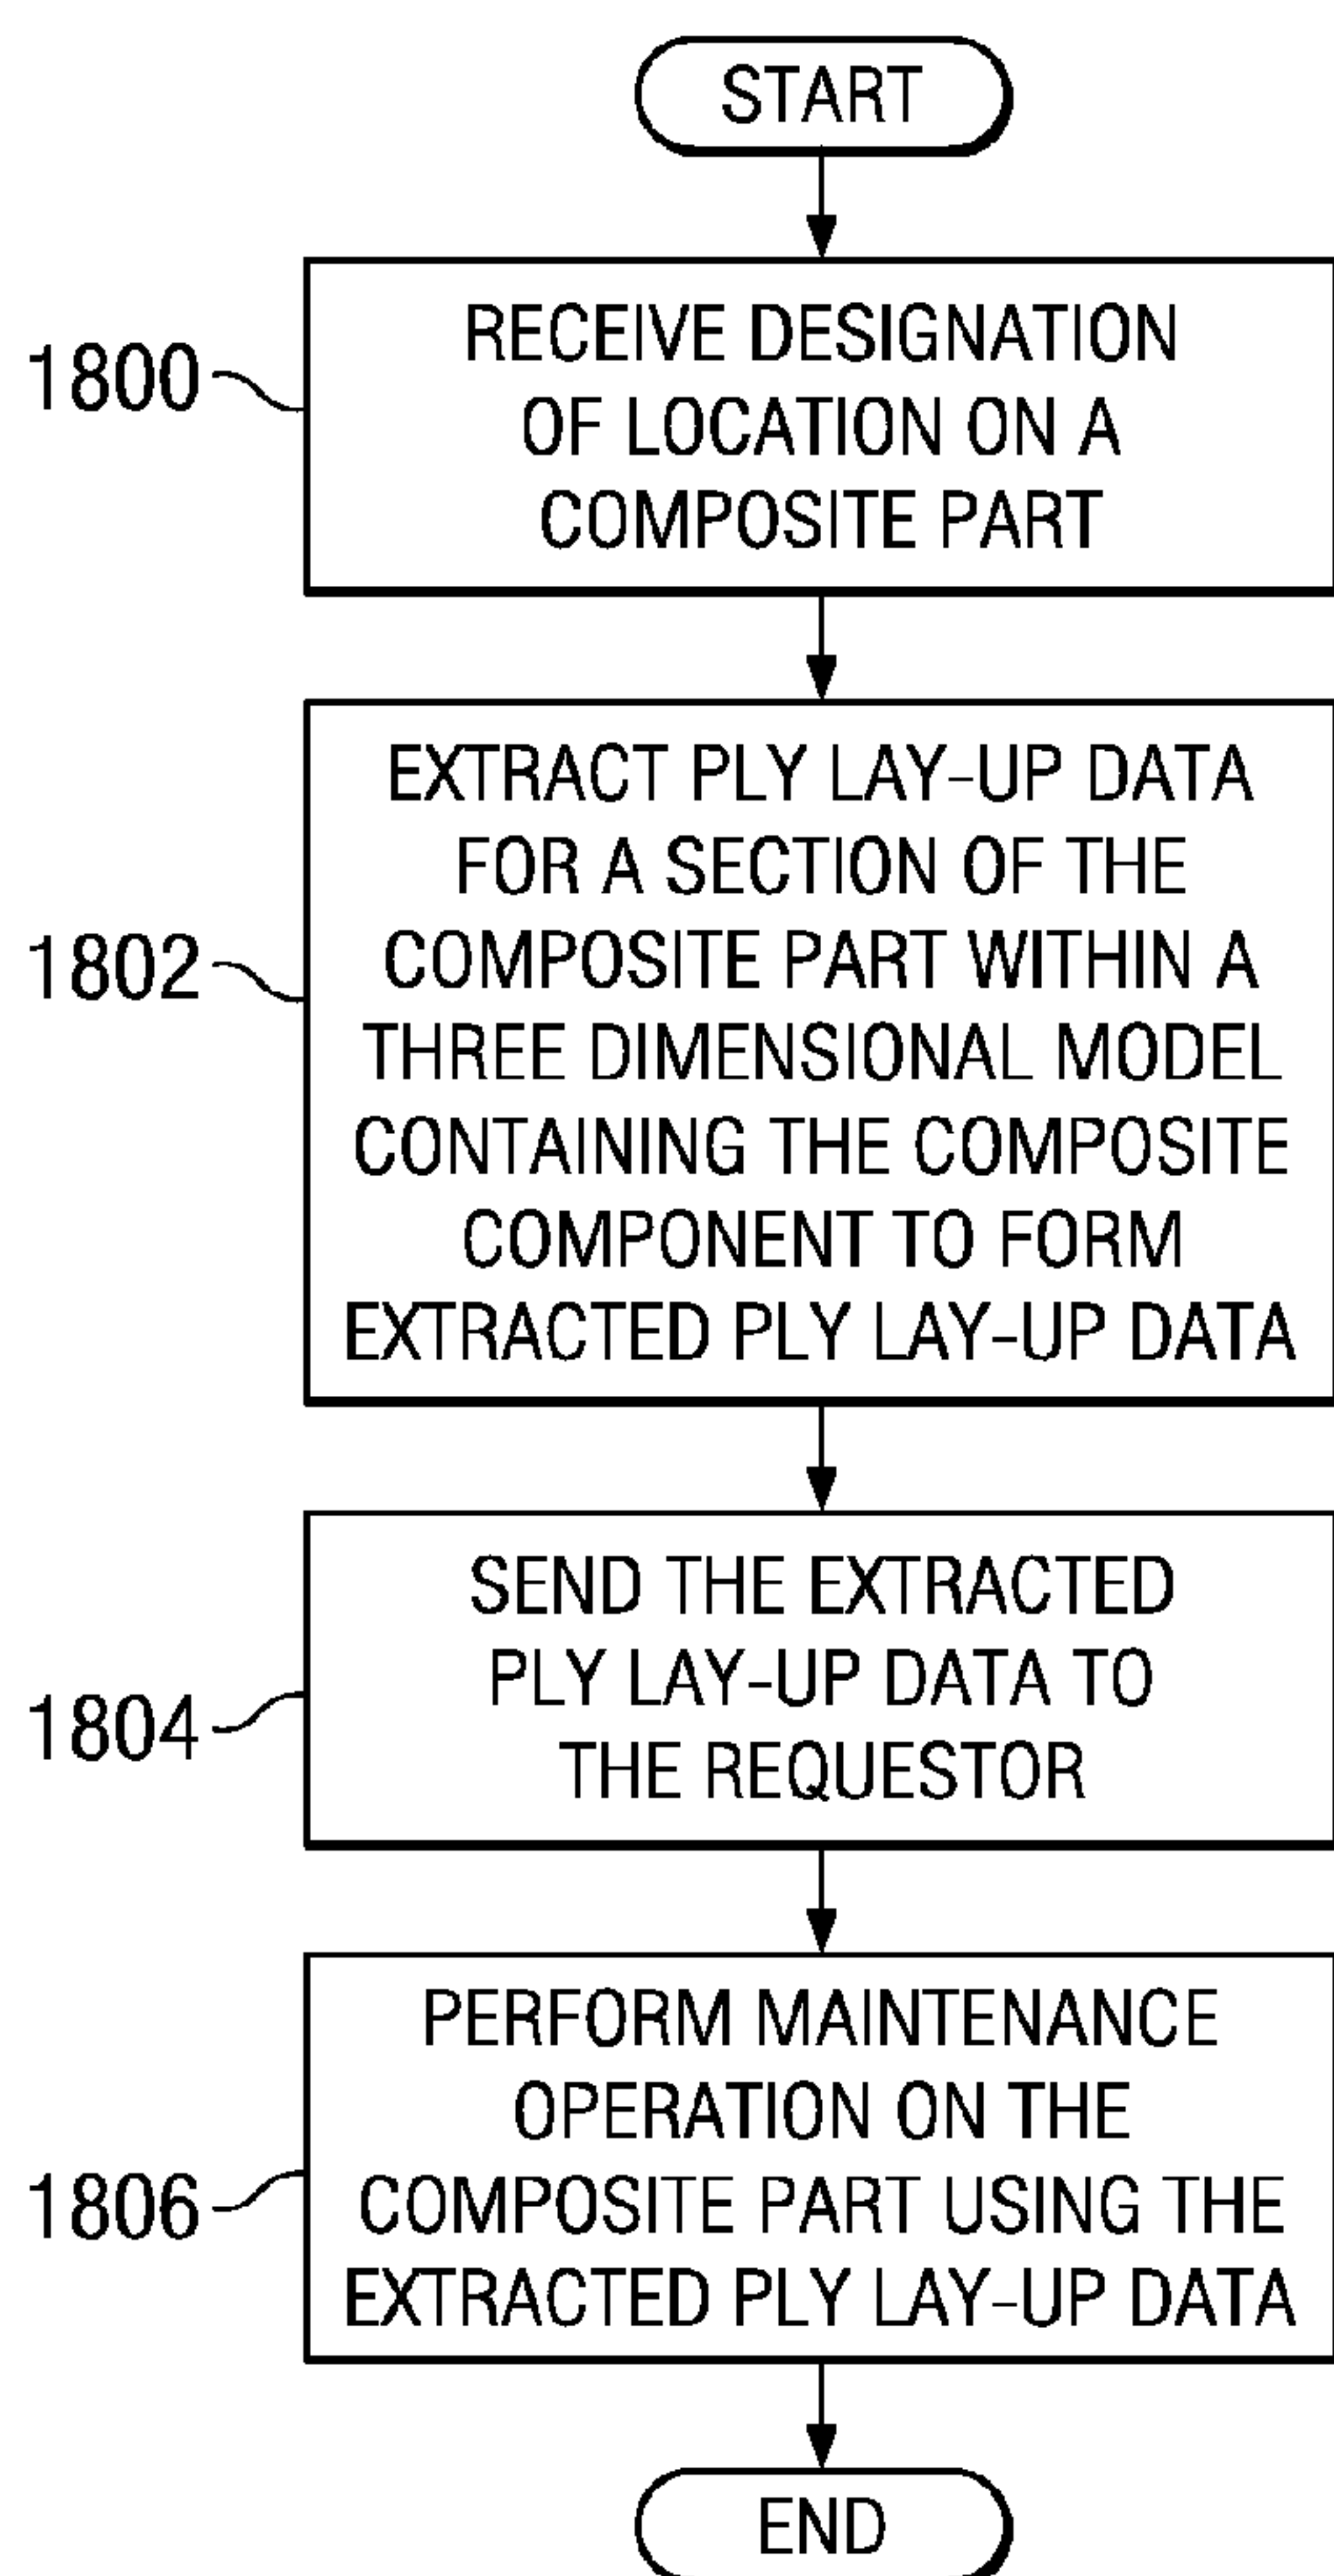 START
1800
RECEIVE DESIGNATION
OF LOCATION ON A
COMPOSITE PART
1802
EXTRACT PLY LAY-UP DATA
FOR A SECTION OF THE
COMPOSITE PART WITHIN A
THREE DIMENSIONAL MODEL
CONTAINING THE COMPOSITE
COMPONENT TO FORM
EXTRACTED PLY LAY-UP DATA
1804
SEND THE EXTRACTED
PLY LAY-UP DATA TO
THE REQUESTOR
1806
PERFORM MAINTENANCE
OPERATION ON THE
COMPOSITE PART USING THE
EXTRACTED PLY LAY-UP DATA
END